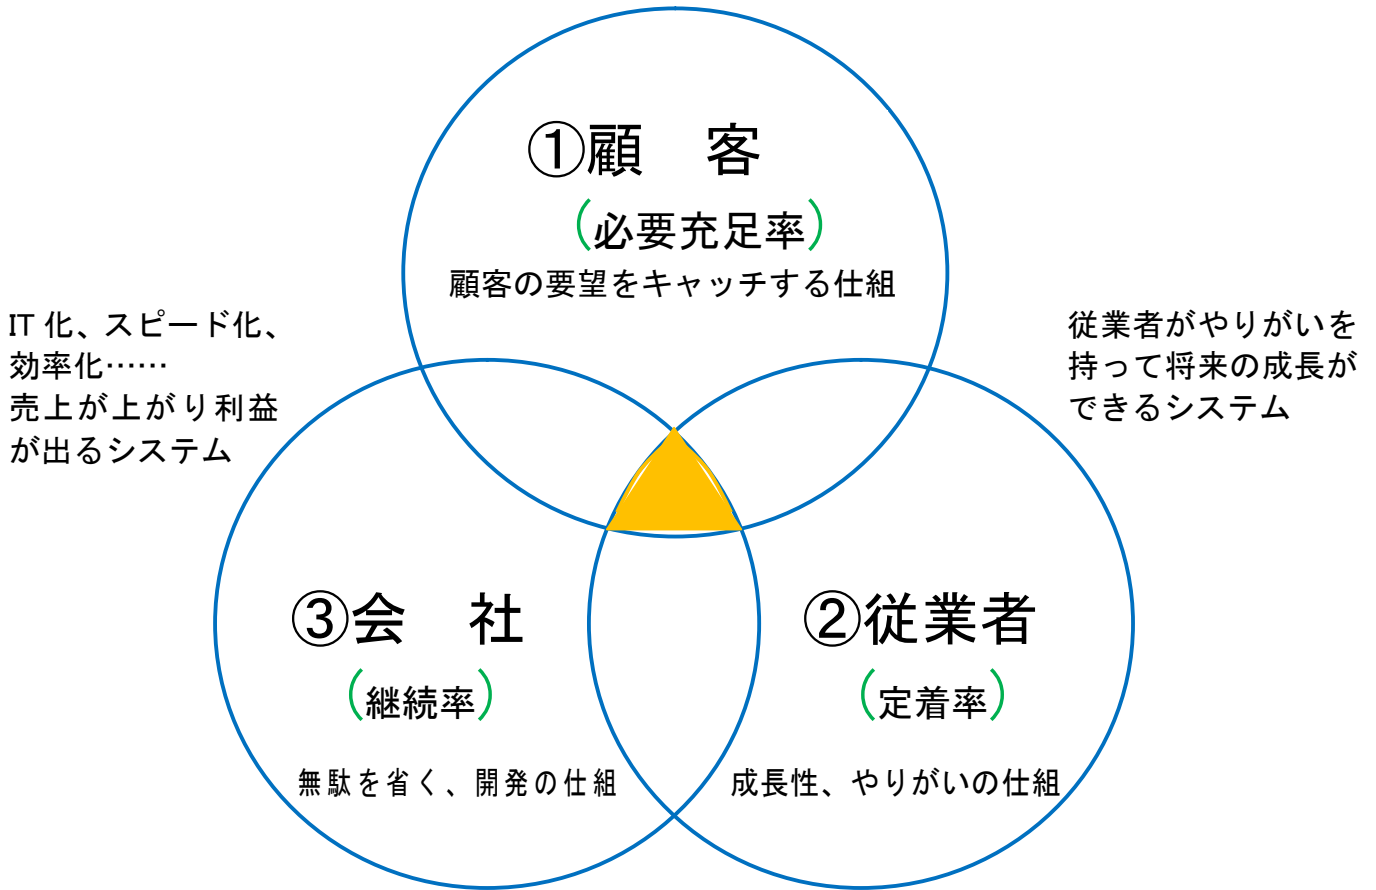 ①顧　客
（必要充足率）
顧客の要望をキャッチする仕組
IT 化、スピード化、
効率化……
売上が上がり利益
が出るシステム
従業者がやりがいを
持って将来の成長が
できるシステム
③会　社
（継続率）
無駄を省く、開発の仕組
②従業者
（定着率）
成長性、やりがいの仕組